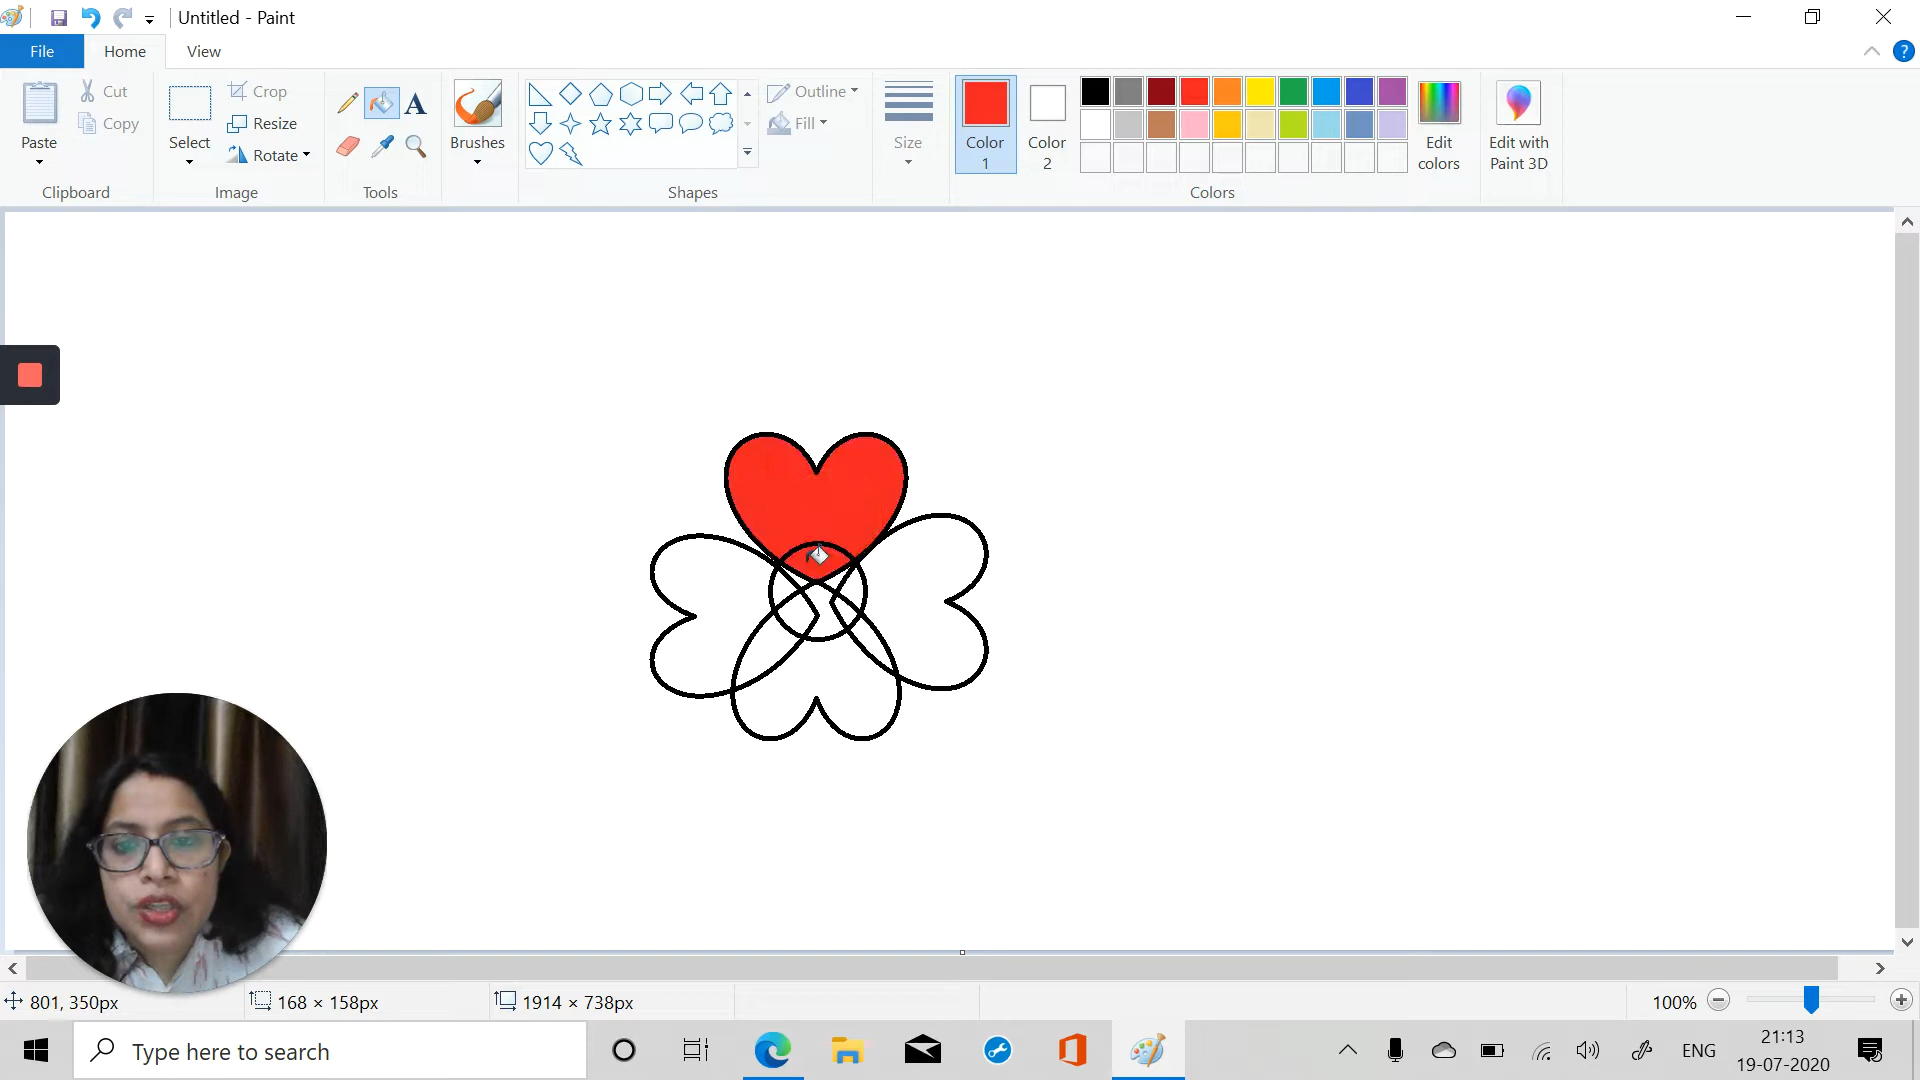 Untitled - Paint
File Home View
Paste
Cut
Copy
Clipboard
Select
Crop
Resize
Rotate
Image
A
Tools
Brushes
Outline
Fill
Shapes
Size
Color 1
Color 2
Edit colors
Colors
Edit with Paint 3D
?
801, 350px
168 × 158px
1914 × 738px
100%
Type here to search
ENG
21:13
19-07-2020